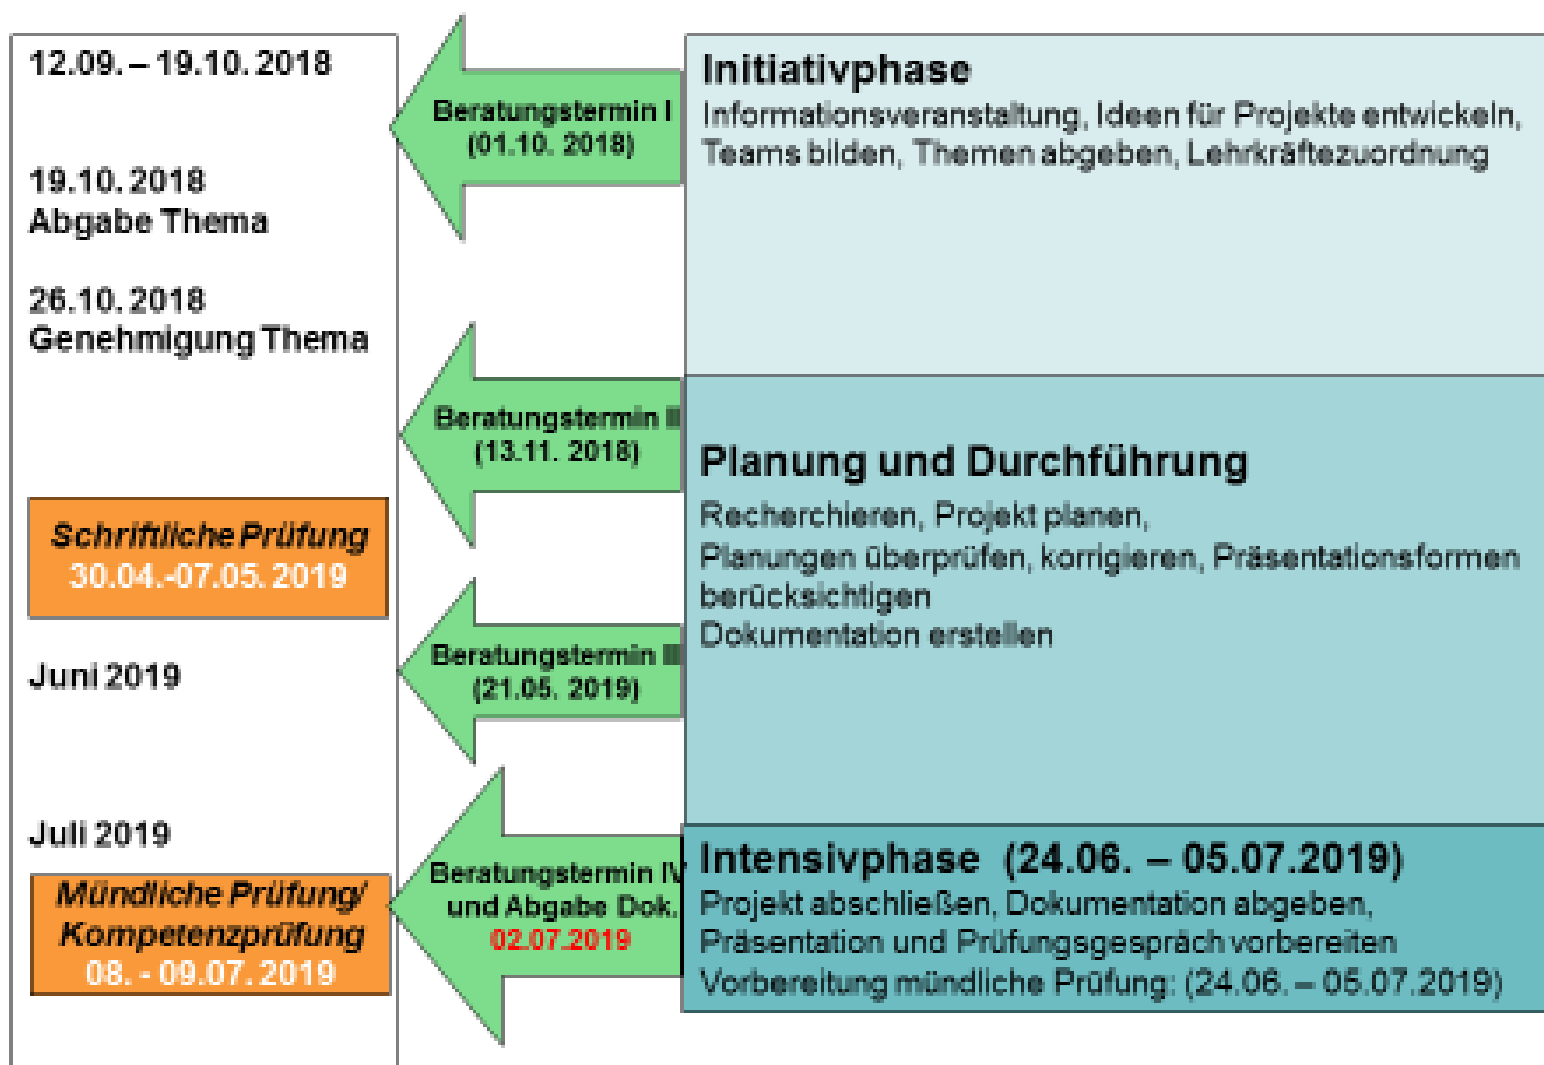 12.09. – 19.10. 2018
19.10. 2018
Abgabe Thema
26.10. 2018
Genehmigung Thema
Schriftliche Prüfung
30.04.-07.05. 2019
Juni 2019
Juli 2019
Mündliche Prüfung/
Kompetenzprüfung
08. - 09.07. 2019
Beratungstermin I
(01.10. 2018)
Beratungstermin II
(13.11. 2018)
Beratungstermin III
(21.05. 2019)
Beratungstermin IV
und Abgabe Dok.
02.07.2019
Initiativphase
Informationsveranstaltung, Ideen für Projekte entwickeln,
Teams bilden, Themen abgeben, Lehrkräftezuordnung
Planung und Durchführung
Recherchieren, Projekt planen,
Planungen überprüfen, korrigieren, Präsentationsformen
berücksichtigen
Dokumentation erstellen
Intensivphase (24.06. – 05.07.2019)
Projekt abschließen, Dokumentation abgeben,
Präsentation und Prüfungsgespräch vorbereiten
Vorbereitung mündliche Prüfung: (24.06. – 05.07.2019)